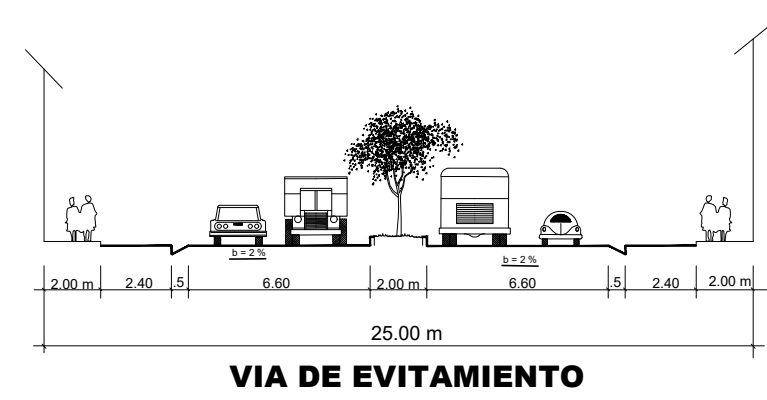 b = 2 %
b = 2 %
2.00 m 2.40 .5 6.60 2.00 m 6.60 .5 2.40 2.00 m
25.00 m
VIA DE EVITAMIENTO